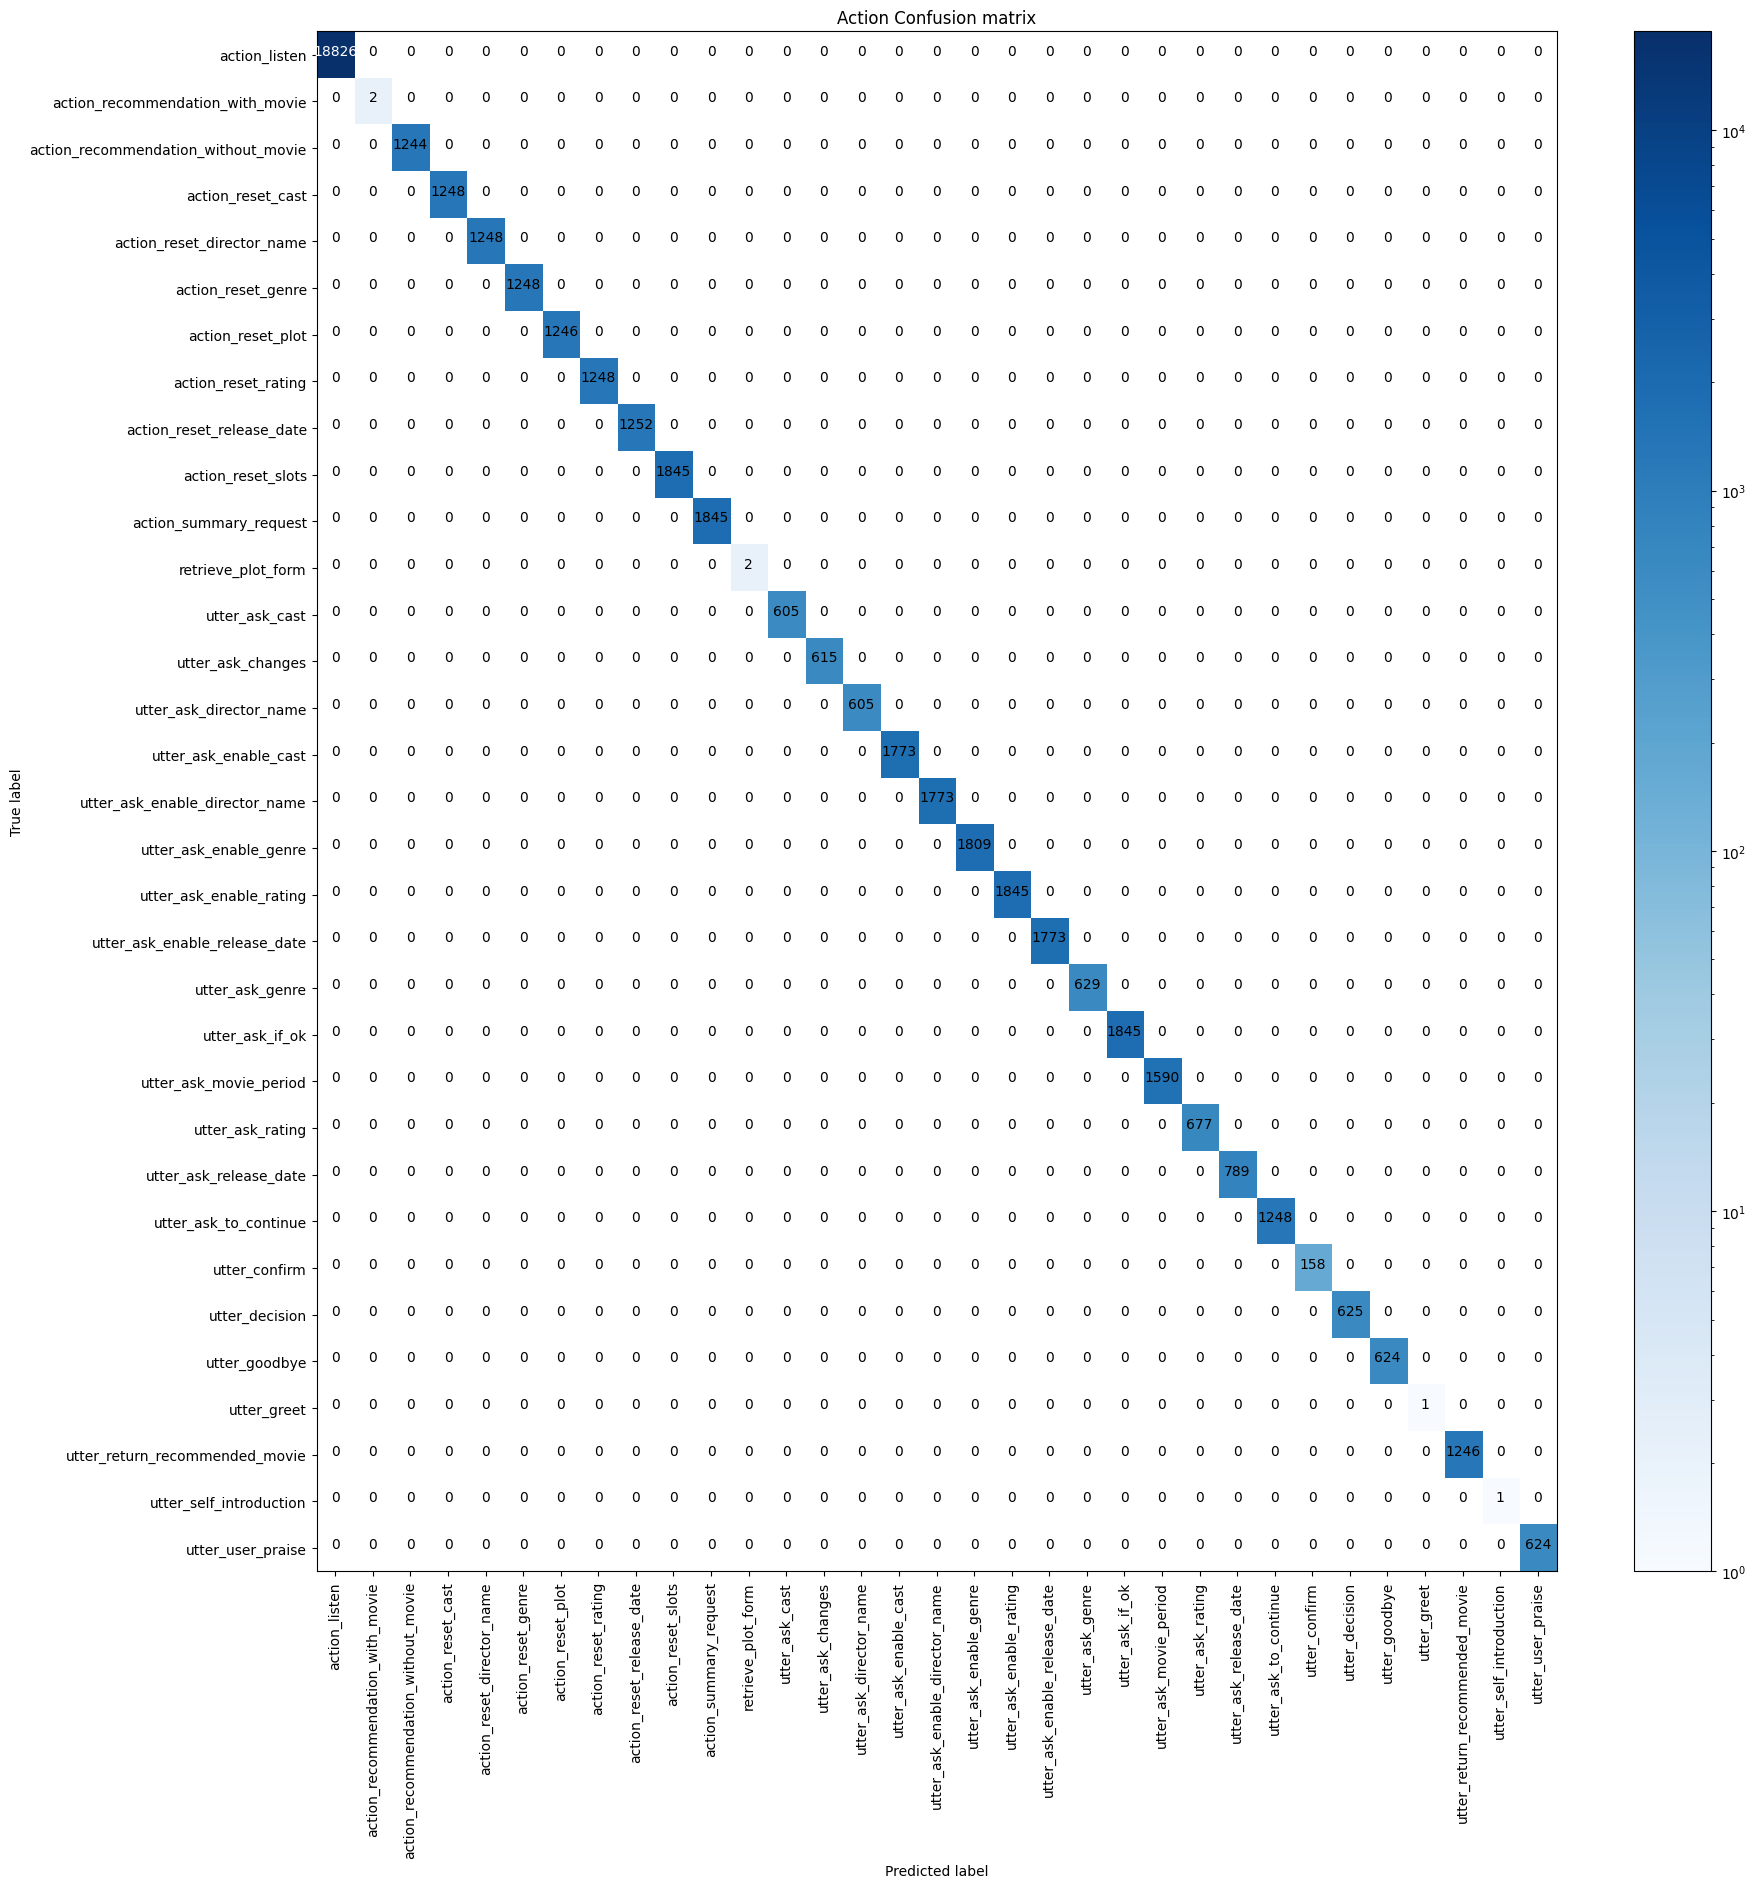 Action Confusion matrix
action_listen 18826 0 0 0 0 0 0 0 0 0 0 0 0 0 0 0 0 0 0 0 0 0 0 0 0 0 0 0 0 0 0 0 0
action_recommendation_with_movie 0 2 0 0 0 0 0 0 0 0 0 0 0 0 0 0 0 0 0 0 0 0 0 0 0 0 0 0 0 0 0 0 0
action_recommendation_without_movie 0 0 1244 0 0 0 0 0 0 0 0 0 0 0 0 0 0 0 0 0 0 0 0 0 0 0 0 0 0 0 0 0 0
action_reset_cast 0 0 0 1248 0 0 0 0 0 0 0 0 0 0 0 0 0 0 0 0 0 0 0 0 0 0 0 0 0 0 0 0 0
action_reset_director_name 0 0 0 0 1248 0 0 0 0 0 0 0 0 0 0 0 0 0 0 0 0 0 0 0 0 0 0 0 0 0 0 0 0
action_reset_genre 0 0 0 0 0 1248 0 0 0 0 0 0 0 0 0 0 0 0 0 0 0 0 0 0 0 0 0 0 0 0 0 0 0
action_reset_plot 0 0 0 0 0 0 1246 0 0 0 0 0 0 0 0 0 0 0 0 0 0 0 0 0 0 0 0 0 0 0 0 0 0
action_reset_rating 0 0 0 0 0 0 0 1248 0 0 0 0 0 0 0 0 0 0 0 0 0 0 0 0 0 0 0 0 0 0 0 0 0
action_reset_release_date 0 0 0 0 0 0 0 0 1252 0 0 0 0 0 0 0 0 0 0 0 0 0 0 0 0 0 0 0 0 0 0 0 0
action_reset_slots 0 0 0 0 0 0 0 0 0 1845 0 0 0 0 0 0 0 0 0 0 0 0 0 0 0 0 0 0 0 0 0 0 0
action_summary_request 0 0 0 0 0 0 0 0 0 0 1845 0 0 0 0 0 0 0 0 0 0 0 0 0 0 0 0 0 0 0 0 0 0
retrieve_plot_form 0 0 0 0 0 0 0 0 0 0 0 2 0 0 0 0 0 0 0 0 0 0 0 0 0 0 0 0 0 0 0 0 0
utter_ask_cast 0 0 0 0 0 0 0 0 0 0 0 0 605 0 0 0 0 0 0 0 0 0 0 0 0 0 0 0 0 0 0 0 0
utter_ask_changes 0 0 0 0 0 0 0 0 0 0 0 0 0 615 0 0 0 0 0 0 0 0 0 0 0 0 0 0 0 0 0 0 0
utter_ask_director_name 0 0 0 0 0 0 0 0 0 0 0 0 0 0 605 0 0 0 0 0 0 0 0 0 0 0 0 0 0 0 0 0 0
utter_ask_enable_cast 0 0 0 0 0 0 0 0 0 0 0 0 0 0 0 1773 0 0 0 0 0 0 0 0 0 0 0 0 0 0 0 0 0
utter_ask_enable_director_name 0 0 0 0 0 0 0 0 0 0 0 0 0 0 0 0 1773 0 0 0 0 0 0 0 0 0 0 0 0 0 0 0 0
utter_ask_enable_genre 0 0 0 0 0 0 0 0 0 0 0 0 0 0 0 0 0 1809 0 0 0 0 0 0 0 0 0 0 0 0 0 0 0
utter_ask_enable_rating 0 0 0 0 0 0 0 0 0 0 0 0 0 0 0 0 0 0 1845 0 0 0 0 0 0 0 0 0 0 0 0 0 0
utter_ask_enable_release_date 0 0 0 0 0 0 0 0 0 0 0 0 0 0 0 0 0 0 0 1773 0 0 0 0 0 0 0 0 0 0 0 0 0
utter_ask_genre 0 0 0 0 0 0 0 0 0 0 0 0 0 0 0 0 0 0 0 0 629 0 0 0 0 0 0 0 0 0 0 0 0
utter_ask_if_ok 0 0 0 0 0 0 0 0 0 0 0 0 0 0 0 0 0 0 0 0 0 1845 0 0 0 0 0 0 0 0 0 0 0
utter_ask_movie_period 0 0 0 0 0 0 0 0 0 0 0 0 0 0 0 0 0 0 0 0 0 0 1590 0 0 0 0 0 0 0 0 0 0
utter_ask_rating 0 0 0 0 0 0 0 0 0 0 0 0 0 0 0 0 0 0 0 0 0 0 0 677 0 0 0 0 0 0 0 0 0
utter_ask_release_date 0 0 0 0 0 0 0 0 0 0 0 0 0 0 0 0 0 0 0 0 0 0 0 0 789 0 0 0 0 0 0 0 0
utter_ask_to_continue 0 0 0 0 0 0 0 0 0 0 0 0 0 0 0 0 0 0 0 0 0 0 0 0 0 1248 0 0 0 0 0 0 0
utter_confirm 0 0 0 0 0 0 0 0 0 0 0 0 0 0 0 0 0 0 0 0 0 0 0 0 0 0 158 0 0 0 0 0 0
utter_decision 0 0 0 0 0 0 0 0 0 0 0 0 0 0 0 0 0 0 0 0 0 0 0 0 0 0 0 625 0 0 0 0 0
utter_goodbye 0 0 0 0 0 0 0 0 0 0 0 0 0 0 0 0 0 0 0 0 0 0 0 0 0 0 0 0 624 0 0 0 0
utter_greet 0 0 0 0 0 0 0 0 0 0 0 0 0 0 0 0 0 0 0 0 0 0 0 0 0 0 0 0 0 1 0 0 0
utter_return_recommended_movie 0 0 0 0 0 0 0 0 0 0 0 0 0 0 0 0 0 0 0 0 0 0 0 0 0 0 0 0 0 0 1246 0 0
utter_self_introduction 0 0 0 0 0 0 0 0 0 0 0 0 0 0 0 0 0 0 0 0 0 0 0 0 0 0 0 0 0 0 0 1 0
utter_user_praise 0 0 0 0 0 0 0 0 0 0 0 0 0 0 0 0 0 0 0 0 0 0 0 0 0 0 0 0 0 0 0 0 624
True label
action_listen
action_recommendation_with_movie
action_recommendation_without_movie
action_reset_cast
action_reset_director_name
action_reset_genre
action_reset_plot
action_reset_rating
action_reset_release_date
action_reset_slots
action_summary_request
retrieve_plot_form
utter_ask_cast
utter_ask_changes
utter_ask_director_name
utter_ask_enable_cast
utter_ask_enable_director_name
utter_ask_enable_genre
utter_ask_enable_rating
utter_ask_enable_release_date
utter_ask_genre
utter_ask_if_ok
utter_ask_movie_period
utter_ask_rating
utter_ask_release_date
utter_ask_to_continue
utter_confirm
utter_decision
utter_goodbye
utter_greet
utter_return_recommended_movie
utter_self_introduction
utter_user_praise
Predicted label
10⁴
10³
10²
10¹
10⁰